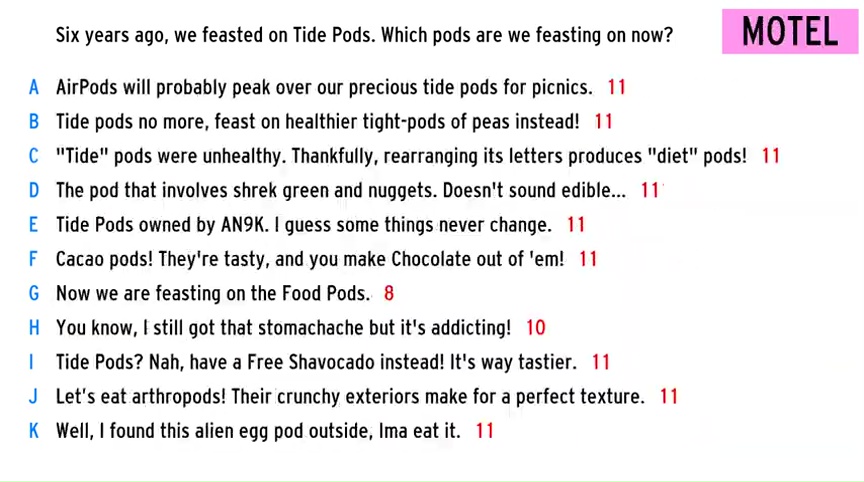 Six years ago, we feasted on Tide Pods. Which pods are we feasting on now?
MOTEL
A AirPods will probably peak over our precious tide pods for picnics. 11
B Tide pods no more, feast on healthier tight-pods of peas instead! 11
C "Tide" pods were unhealthy. Thankfully, rearranging its letters produces "diet" pods! 11
D The pod that involves shrek green and nuggets. Doesn't sound edible... 11
E Tide Pods owned by AN9K. I guess some things never change. 11
F Cacao pods! They're tasty, and you make Chocolate out of 'em! 11
G Now we are feasting on the Food Pods. 8
H You know, I still got that stomachache but it's addicting! 10
I Tide Pods? Nah, have a Free Shavocado instead! It's way tastier. 11
J Let's eat arthropods! Their crunchy exteriors make for a perfect texture. 11
K Well, I found this alien egg pod outside, Ima eat it. 11